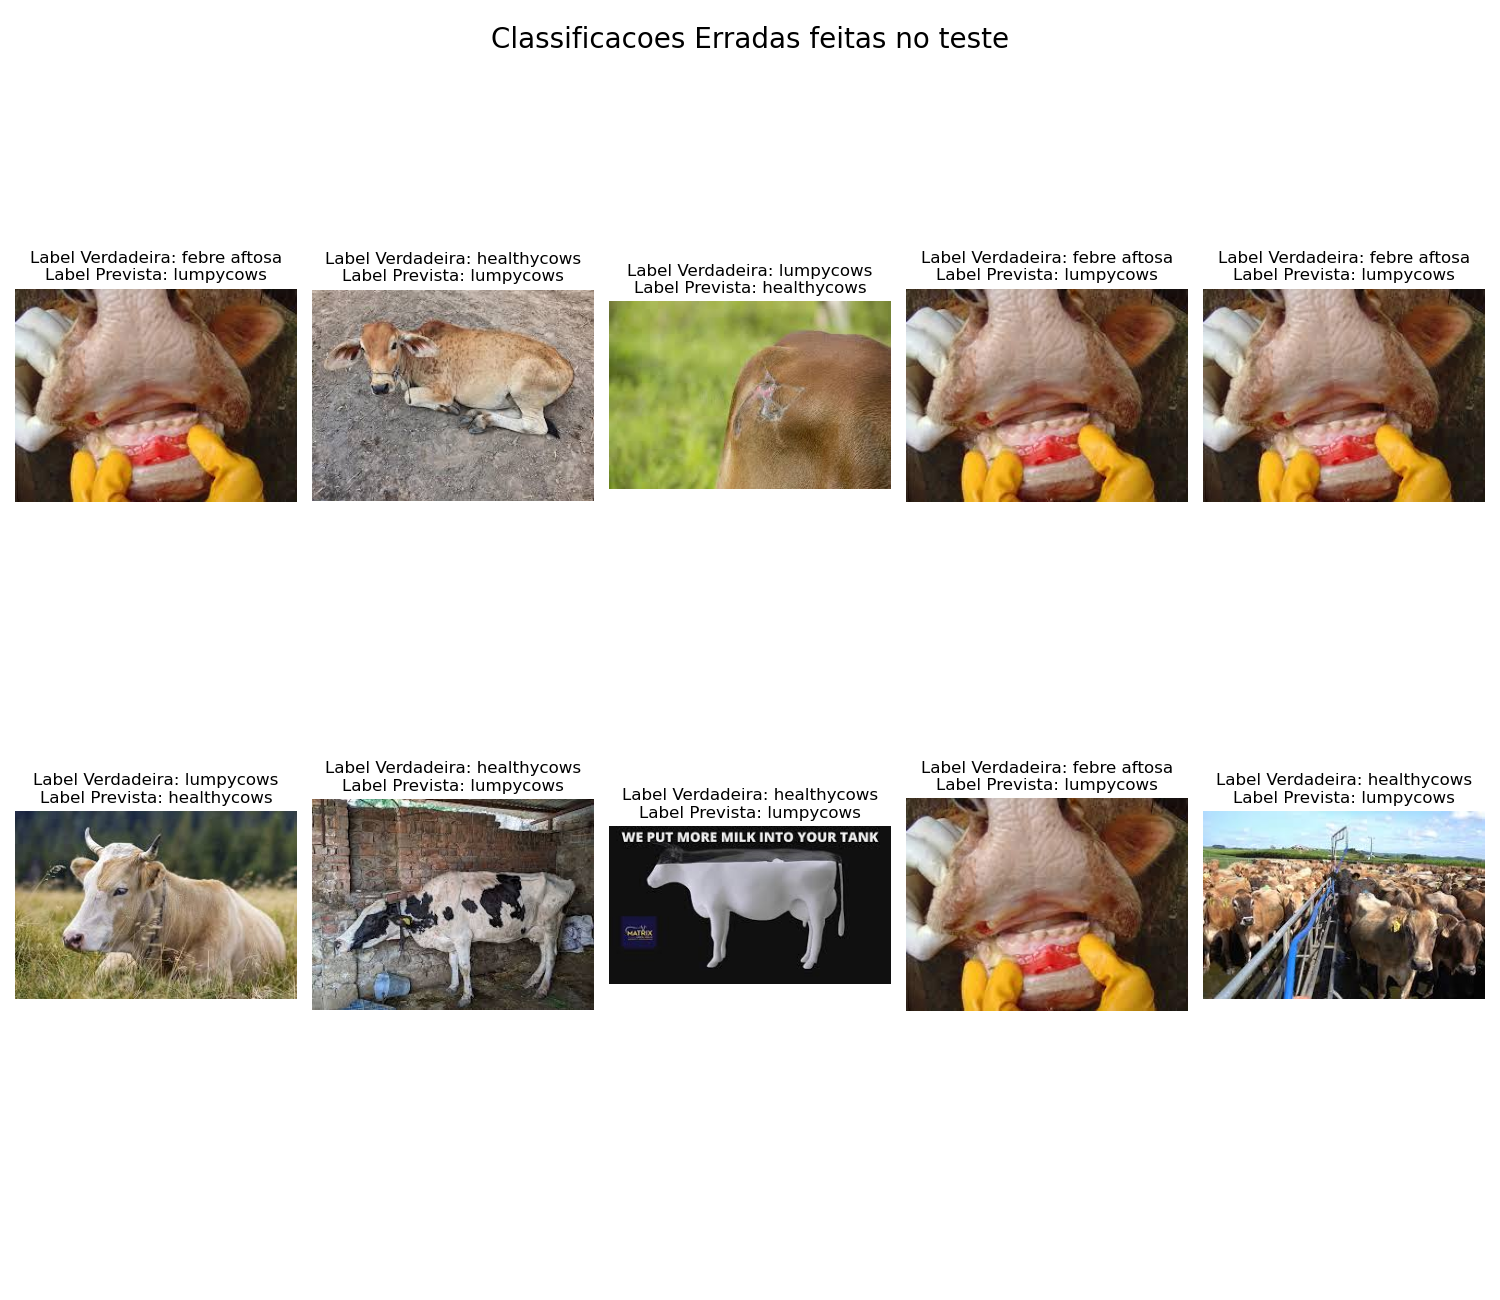 Classificacoes Erradas feitas no teste
Label Verdadeira: febre aftosa
Label Prevista: lumpycows
Label Verdadeira: healthycows
Label Prevista: lumpycows
Label Verdadeira: lumpycows
Label Prevista: healthycows
Label Verdadeira: febre aftosa
Label Prevista: lumpycows
Label Verdadeira: febre aftosa
Label Prevista: lumpycows
Label Verdadeira: lumpycows
Label Prevista: healthycows
Label Verdadeira: healthycows
Label Prevista: lumpycows
Label Verdadeira: healthycows
Label Prevista: lumpycows
WE PUT MORE MILK INTO YOUR TANK
MATRIX
Label Verdadeira: febre aftosa
Label Prevista: lumpycows
Label Verdadeira: healthycows
Label Prevista: lumpycows